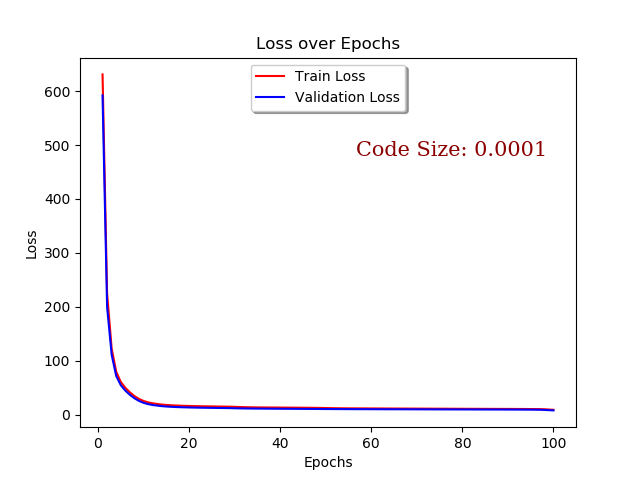 Loss over Epochs
Train Loss
Validation Loss
Code Size: 0.0001
Loss
600
500
400
300
200
100
0
0 20 40 60 80 100
Epochs